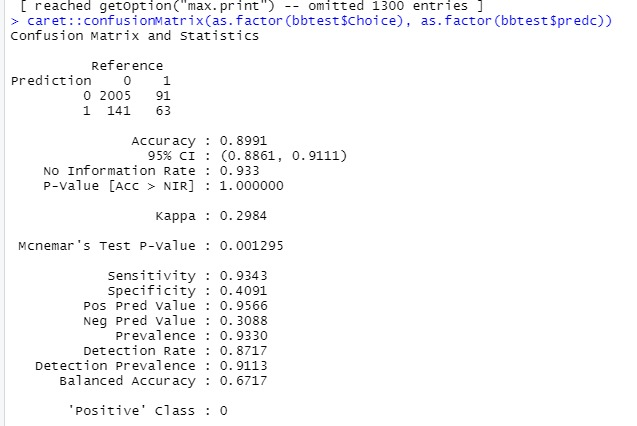 [ reached getOption("max.print") -- omitted 1300 entries ]
> caret::confusionMatrix(as.factor(bbtest$Choice), as.factor(bbtest$predc))
Confusion Matrix and Statistics
Reference
Prediction 0 1
0 2005 91
1 141 63
Accuracy : 0.8991
95% CI : (0.8861, 0.9111)
No Information Rate : 0.933
P-Value [Acc > NIR] : 1.000000
Kappa : 0.2984
Mcnemar's Test P-Value : 0.001295
Sensitivity : 0.9343
Specificity : 0.4091
Pos Pred Value : 0.9566
Neg Pred Value : 0.3088
Prevalence : 0.9330
Detection Rate : 0.8717
Detection Prevalence : 0.9113
Balanced Accuracy : 0.6717
'Positive' Class : 0